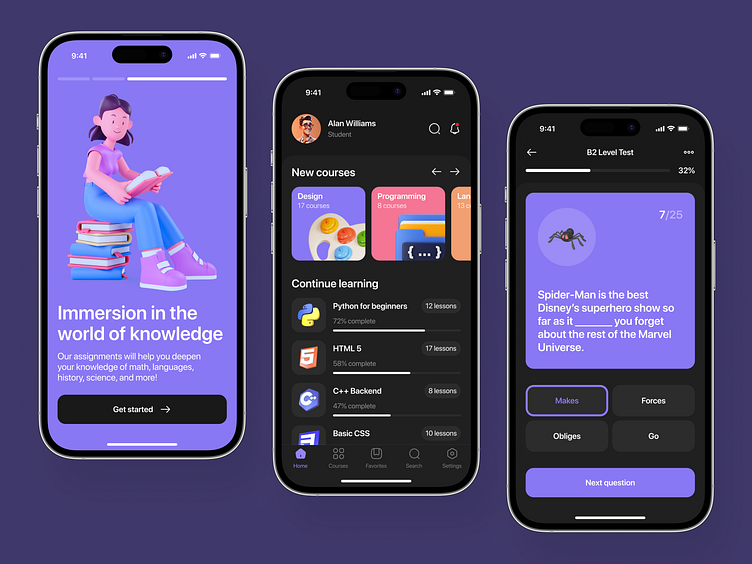 9:41
Immersion in the
world of knowledge
Our assignments will help you deepen
your knowledge of math, languages,
history, science, and more!
Get started
9:41
Alan Williams
Student
New courses
Design
17 courses
Programming
8 courses
Lan
13 c
Continue learning
Python for beginners
12 lessons
72% complete
HTML 5
17 lessons
58% complete
C++ Backend
8 lessons
47% complete
Basic CSS
10 lessons
Home
Courses
Favorites
Search
Settings
9:41
B2 Level Test
32%
7/25
Spider-Man is the best
Disney's superhero show so
far as it ______ you forget
about the rest of the Marvel
Universe.
Makes
Forces
Obliges
Go
Next question